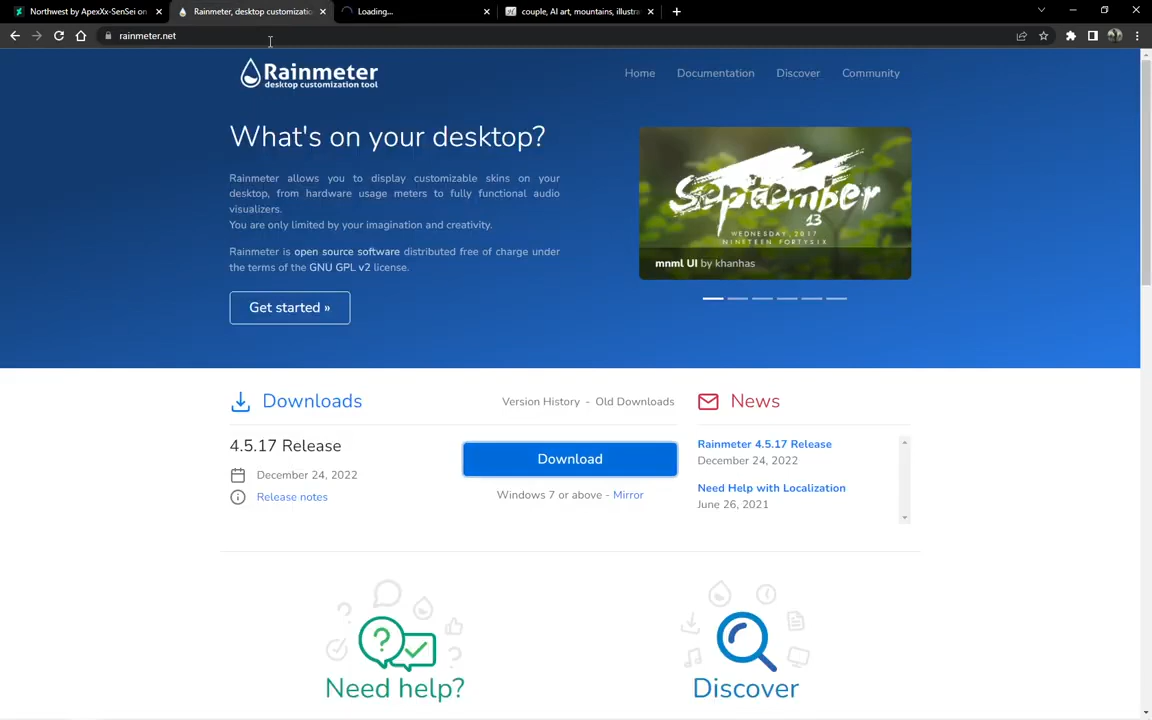 Northwest by ApexXx-SenSei on
Rainmeter, desktop customizatio
Loading...
couple, AI art, mountains, illustra
rainmeter.net
Rainmeter
desktop customization tool
Home
Documentation
Discover
Community
What's on your desktop?
Rainmeter allows you to display customizable skins on your
desktop, from hardware usage meters to fully functional audio
visualizers.
You are only limited by your imagination and creativity.
Rainmeter is open source software distributed free of charge under
the terms of the GNU GPL v2 license.
Get started »
September
13
WEDNESDAY, 2017
NINETEEN FORTYSIX
mnml UI by khanhas
Downloads
Version History - Old Downloads
News
4.5.17 Release
December 24, 2022
Release notes
Download
Windows 7 or above - Mirror
Rainmeter 4.5.17 Release
December 24, 2022
Need Help with Localization
June 26, 2021
Need help?
Discover